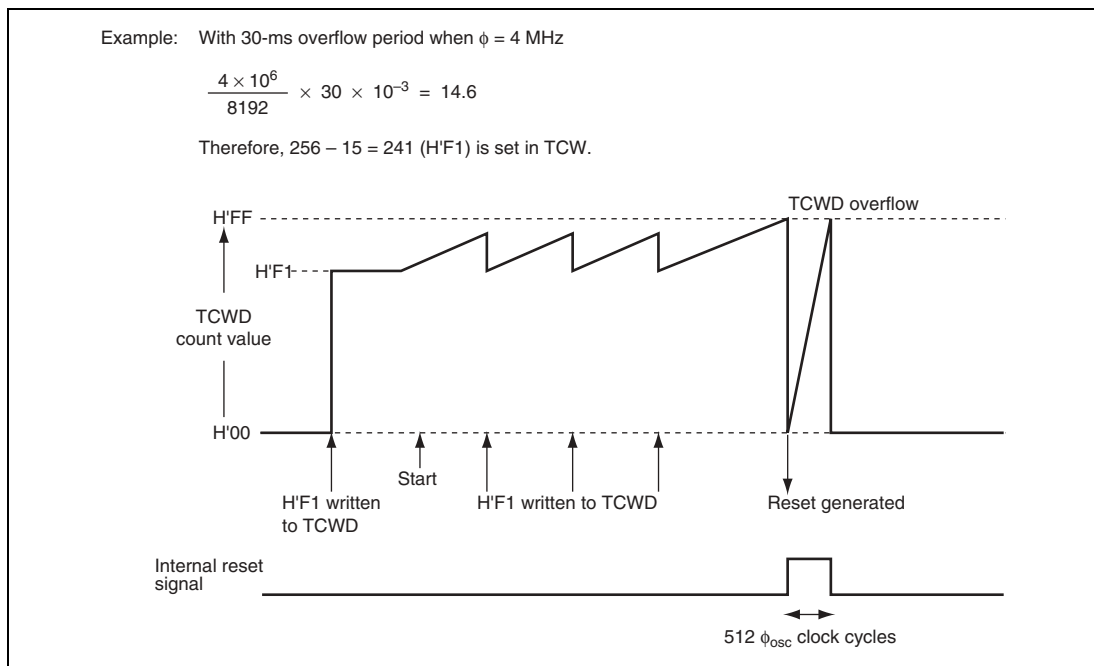 Example: With 30-ms overflow period when φ = 4 MHz
4 × 10⁶
8192
× 30 × 10⁻³ = 14.6
Therefore, 256 – 15 = 241 (H'F1) is set in TCW.
TCWD overflow
H'FF
H'F1
TCWD
count value
H'00
Start
H'F1 written
to TCWD
H'F1 written to TCWD
Reset generated
Internal reset
signal
512 φosc clock cycles